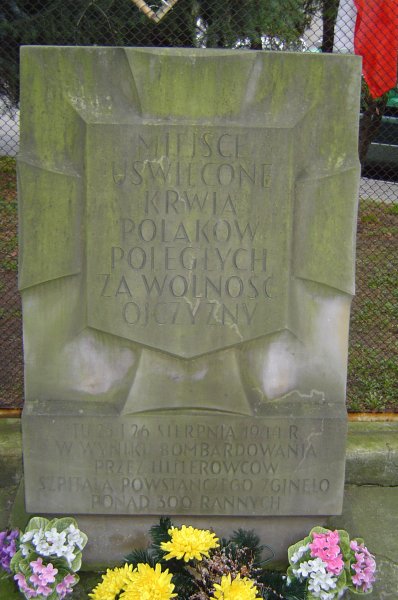 MIEJSCE
UŚWIĘCONE
KRWIĄ
POLAKÓW
POLEGŁYCH
ZA WOLNOŚĆ
OJCZYZNY
TU 25 I 26 SIERPNIA 1944 R.
W WYNIKU BOMBARDOWANIA
PRZEZ HITLEROWCÓW
SZPITALA POWSTAŃCZEGO ZGINĘŁO
PONAD 300 RANNYCH